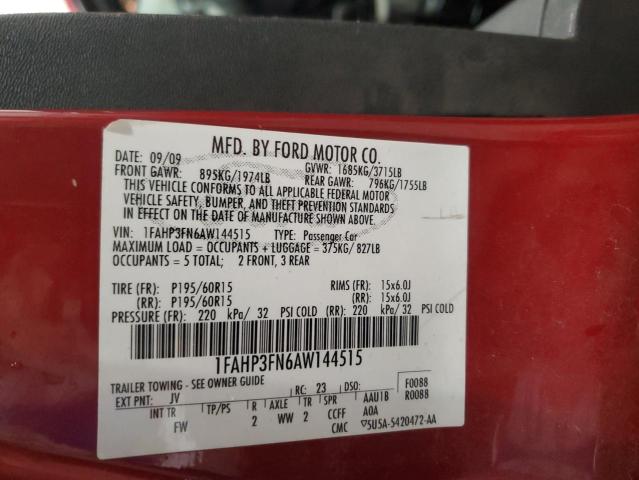 MFD. BY FORD MOTOR CO.
DATE: 09/09 GVWR: 1685KG/3715LB
FRONT GAWR: 895KG/1974LB REAR GAWR: 796KG/1755LB
THIS VEHICLE CONFORMS TO ALL APPLICABLE FEDERAL MOTOR
VEHICLE SAFETY, BUMPER, AND THEFT PREVENTION STANDARDS
IN EFFECT ON THE DATE OF MANUFACTURE SHOWN ABOVE.
VIN: 1FAHP3FN6AW144515 TYPE: Passenger Car
MAXIMUM LOAD = OCCUPANTS + LUGGAGE = 375KG/ 827LB
OCCUPANTS = 5 TOTAL; 2 FRONT, 3 REAR
TIRE (FR): P195/60R15 RIMS (FR): 15x6.0J
(RR): P195/60R15 (RR): 15x6.0J
PRESSURE (FR): 220 kPa/ 32 PSI COLD (RR): 220 kPa/ 32 PSI COLD
1FAHP3FN6AW144515
TRAILER TOWING - SEE OWNER GUIDE
EXT PNT: JV RC: 23 DSO: F0088
R0088
INT TR TP/PS R AXLE TR SPR AAU1B
FW 2 WW 2 CCFF A0A
CMC ▽5U5A-5420472-AA